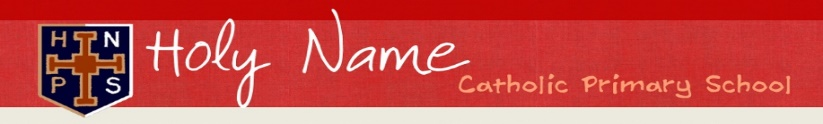 H N
P S
Holy Name
Catholic Primary School